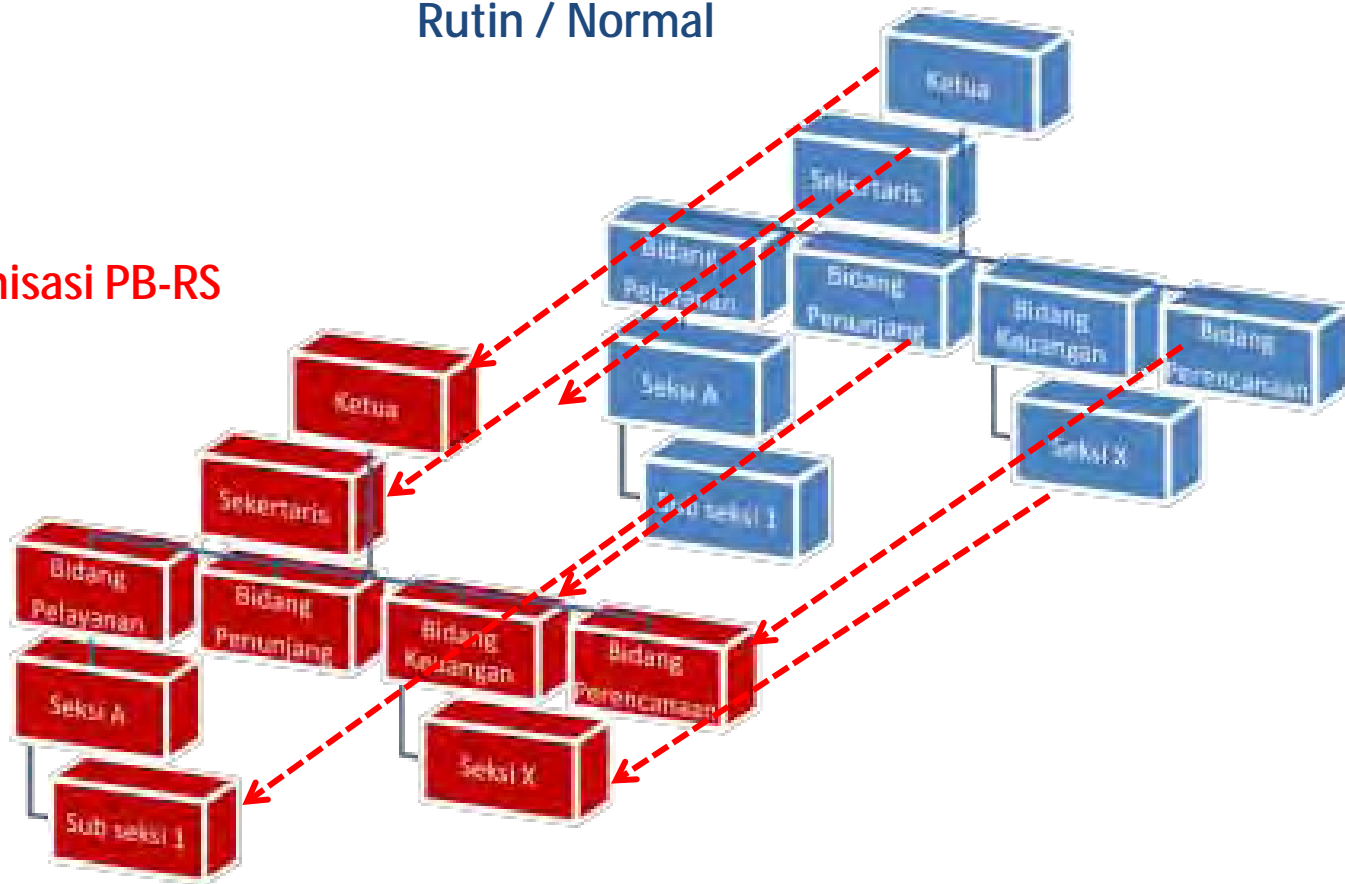 Rutin / Normal
Ketua
Sekertaris
Bidang
Pelayanan
Bidang
Penunjang
Bidang
Keuangan
Bidang
Perencanaan
Seksi A
Seksi X
Sub seksi 1
nisasi PB-RS
Ketua
Sekertaris
Bidang
Pelayanan
Bidang
Penunjang
Bidang
Keuangan
Bidang
Perencanaan
Seksi A
Seksi X
Sub seksi 1